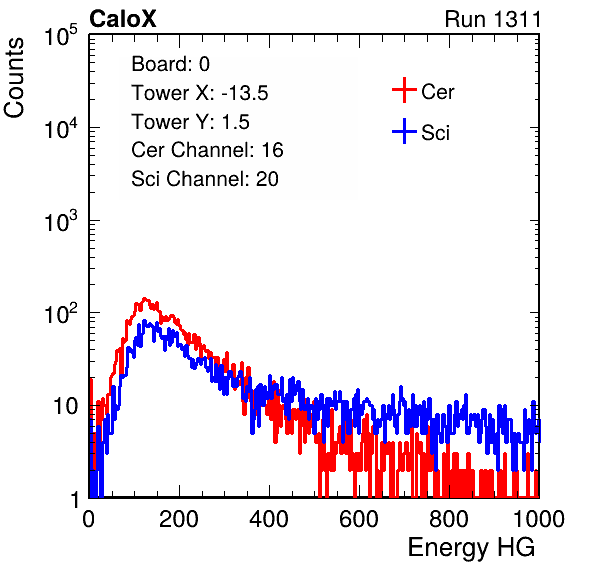 CaloX Run 1311
Counts
Board: 0
Tower X: -13.5
Tower Y: 1.5
Cer Channel: 16
Sci Channel: 20
Cer
Sci
10^5
10^4
10^3
10^2
10
1
0 200 400 600 800 1000
Energy HG